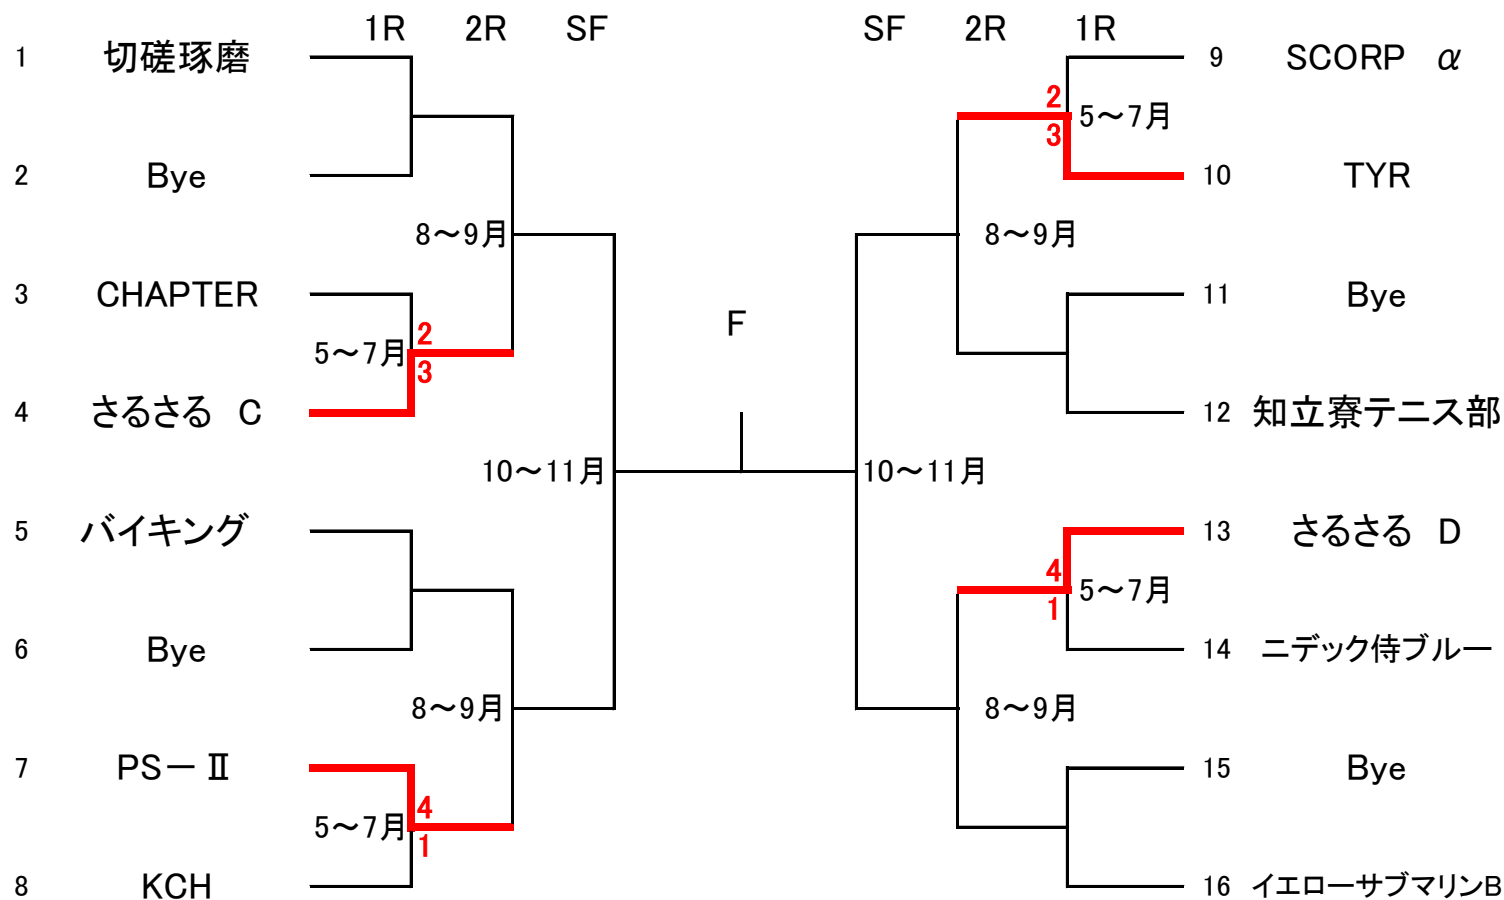 1R 2R SF SF 2R 1R
1 切磋琢磨 9 SCORP α
2 5～7月
3
2 Bye 10 TYR
8～9月 8～9月
3 CHAPTER 11 Bye
F
2
5～7月
3
4 さるさる C 12 知立寮テニス部
10～11月 10～11月
5 バイキング 13 さるさる D
4
5～7月
1
6 Bye 14 ニデック侍ブルー
8～9月 8～9月
7 PS－Ⅱ 15 Bye
4
5～7月
1
8 KCH 16 イエローサブマリンB